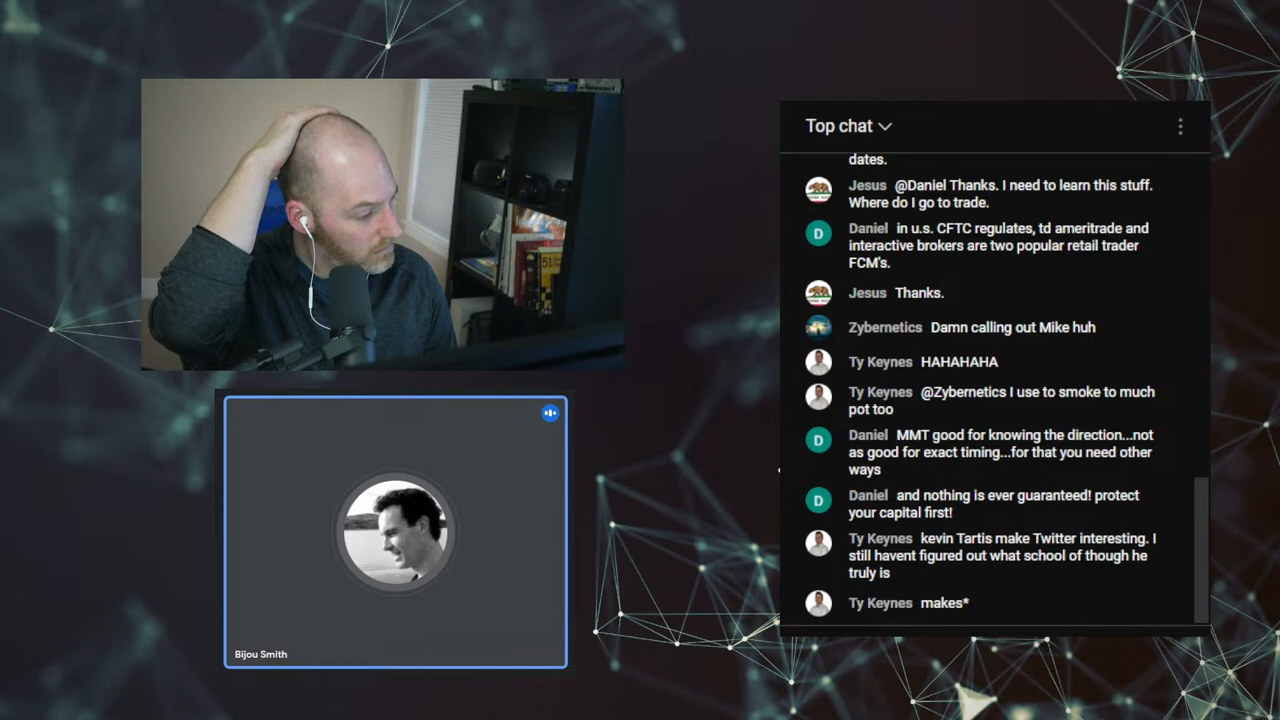 Top chat
dates.
Jesus @Daniel Thanks. I need to learn this stuff.
Where do I go to trade.
D
Daniel in u.s. CFTC regulates, td ameritrade and
interactive brokers are two popular retail trader
FCM's.
Jesus Thanks.
Zybernetics Damn calling out Mike huh
Ty Keynes HAHAHAHA
Ty Keynes @Zybernetics I use to smoke to much
pot too
D
Daniel MMT good for knowing the direction...not
as good for exact timing...for that you need other
ways
D
Daniel and nothing is ever guaranteed! protect
your capital first!
Ty Keynes kevin Tartis make Twitter interesting. I
still havent figured out what school of though he
truly is
Ty Keynes makes*
Bijou Smith
51